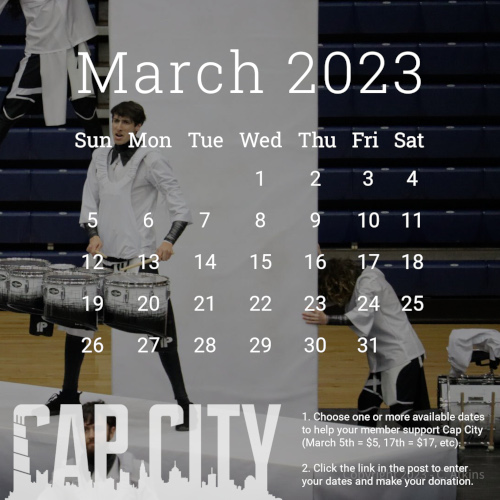 March 2023
Sun Mon Tue Wed Thu Fri Sat
1 2 3 4
5 6 7 8 9 10 11
12 13 14 15 16 17 18
19 20 21 22 23 24 25
26 27 28 29 30 31
CAP CITY
1. Choose one or more available dates
to help your member support Cap City
(March 5th = $5, 17th = $17, etc).
2. Click the link in the post to enter
your dates and make your donation.